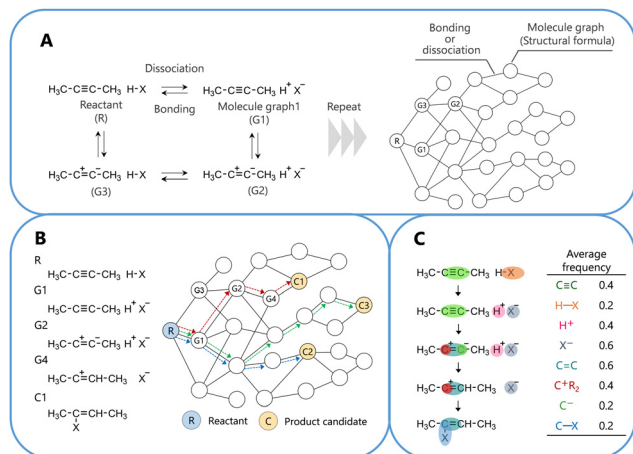 A
Dissociation
H₃C-C≡C-CH₃ H-X
H₃C-C≡C-CH₃ H⁺ X⁻
Reactant
(R)
Bonding
Molecule graph1
(G1)
Repeat
H₃C-C⁺=C⁻-CH₃ H-X
(G3)
H₃C-C⁺=C⁻-CH₃ H⁺ X⁻
(G2)
Bonding
or
dissociation
Molecule graph
(Structural formula)
G3
G2
R
G1
B
R
H₃C-C≡C-CH₃ H-X
G1
H₃C-C≡C-CH₃ H⁺ X⁻
G2
H₃C-C⁺=C⁻-CH₃ H⁺ X⁻
G4
H₃C-C⁺=CH-CH₃ X⁻
C1
H₃C-C=CH-CH₃
X
G3
G2
G4
C1
R
G1
C3
C2
R Reactant
C Product candidate
C
H₃C-C≡C-CH₃ H-X
H₃C-C≡C-CH₃ H⁺ X⁻
H₃C-C⁺=C⁻-CH₃ H⁺ X⁻
H₃C-C⁺=CH-CH₃ X⁻
H₃C-C=CH-CH₃
X
Average
frequency
C≡C 0.4
H—X 0.2
H⁺ 0.4
X⁻ 0.6
C=C 0.6
C⁺R₂ 0.4
C⁻ 0.2
C—X 0.2